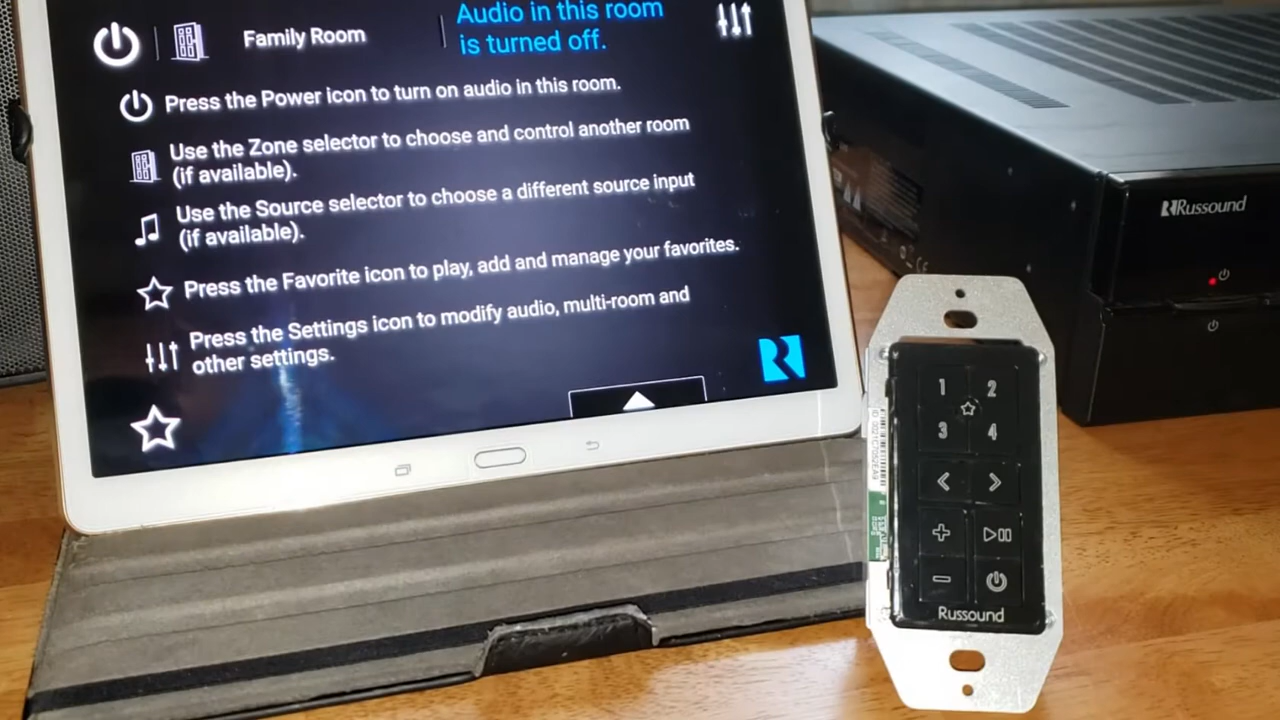 Family Room
Audio in this room
is turned off.
Press the Power icon to turn on audio in this room.
Use the Zone selector to choose and control another room
(if available).
Use the Source selector to choose a different source input
(if available).
Press the Favorite icon to play, add and manage your favorites.
Press the Settings icon to modify audio, multi-room and
other settings.
Russound
1 2
3 4
Russound